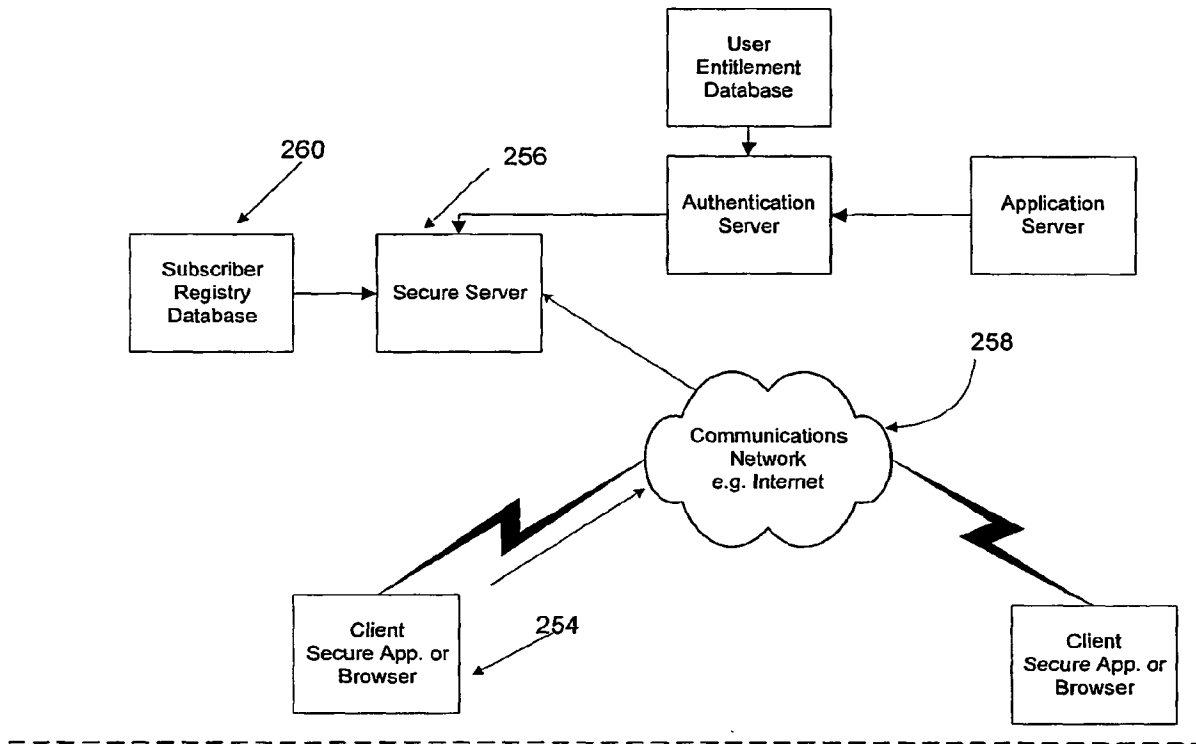 User
Entitlement
Database
260
256
Authentication
Server
Application
Server
Subscriber
Registry
Database
Secure Server
258
Communications
Network
e.g. Internet
254
Client
Secure App. or
Browser
Client
Secure App. or
Browser